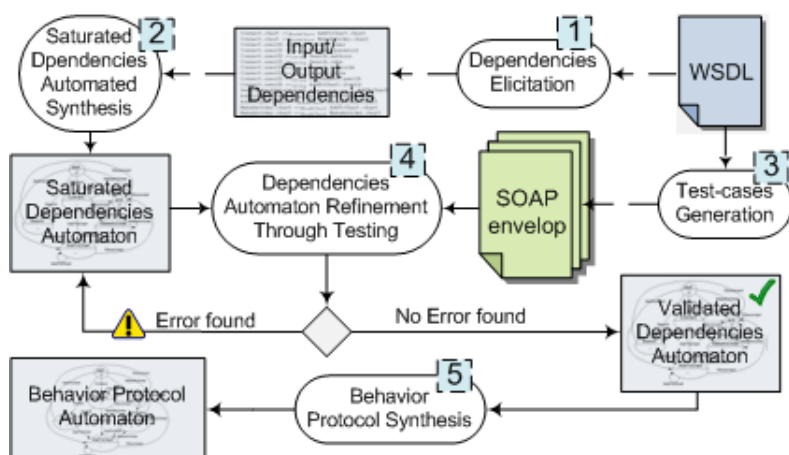 Saturated
Dpendencies
Automated
Synthesis
2
Input/
Output
Dependencies
1
Dependencies
Elicitation
WSDL
Saturated
Dependencies
Automaton
4
Dependencies
Automaton Refinement
Through Testing
SOAP
envelop
3
Test-cases
Generation
Error found
No Error found
Validated
Dependencies
Automaton
Behavior Protocol
Automaton
5
Behavior
Protocol Synthesis